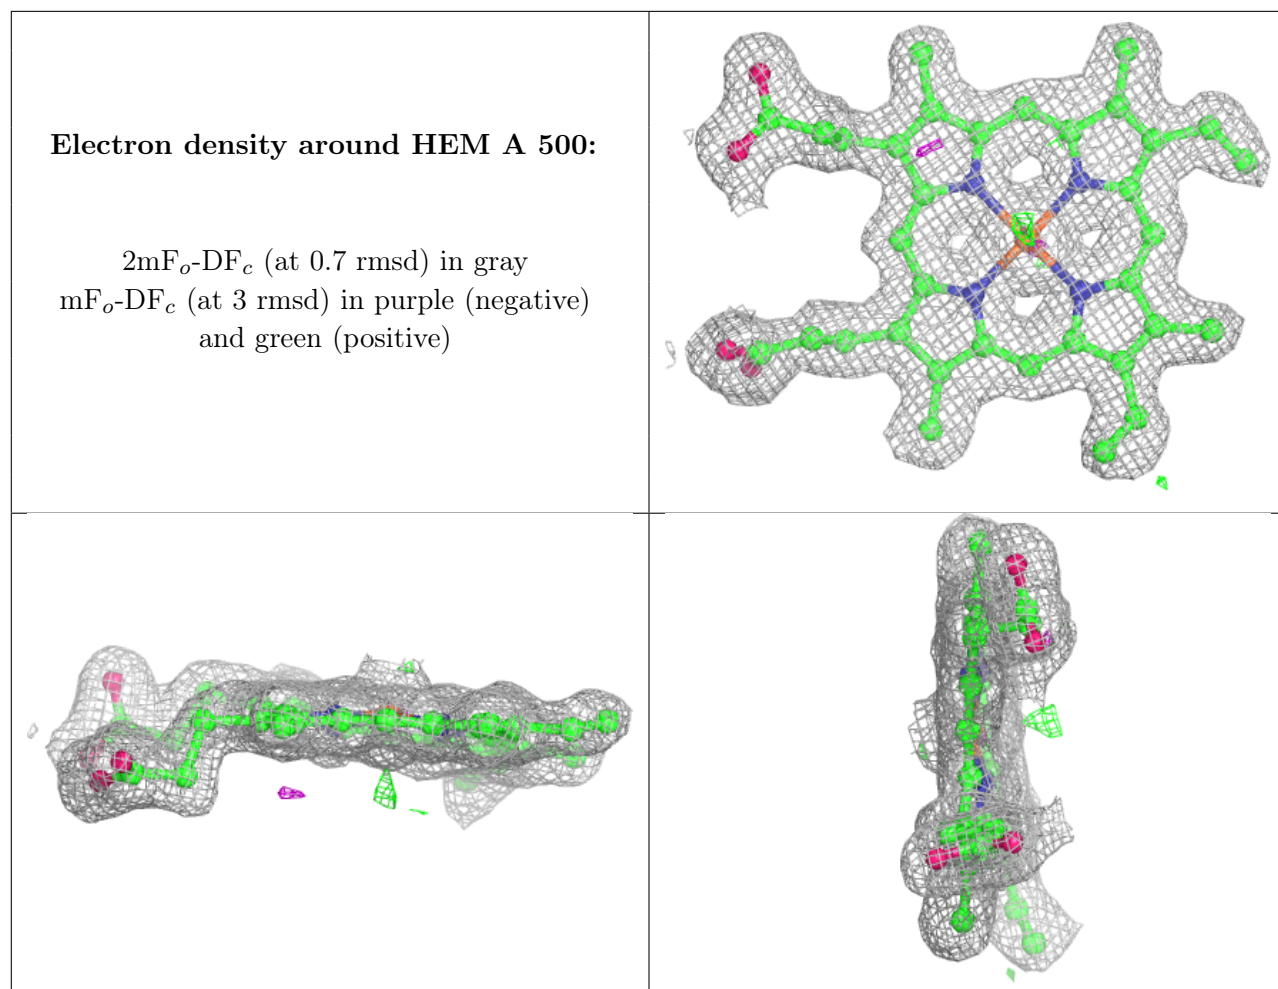 Electron density around HEM A 500:
2mFo-DFc (at 0.7 rmsd) in gray
mFo-DFc (at 3 rmsd) in purple (negative)
and green (positive)